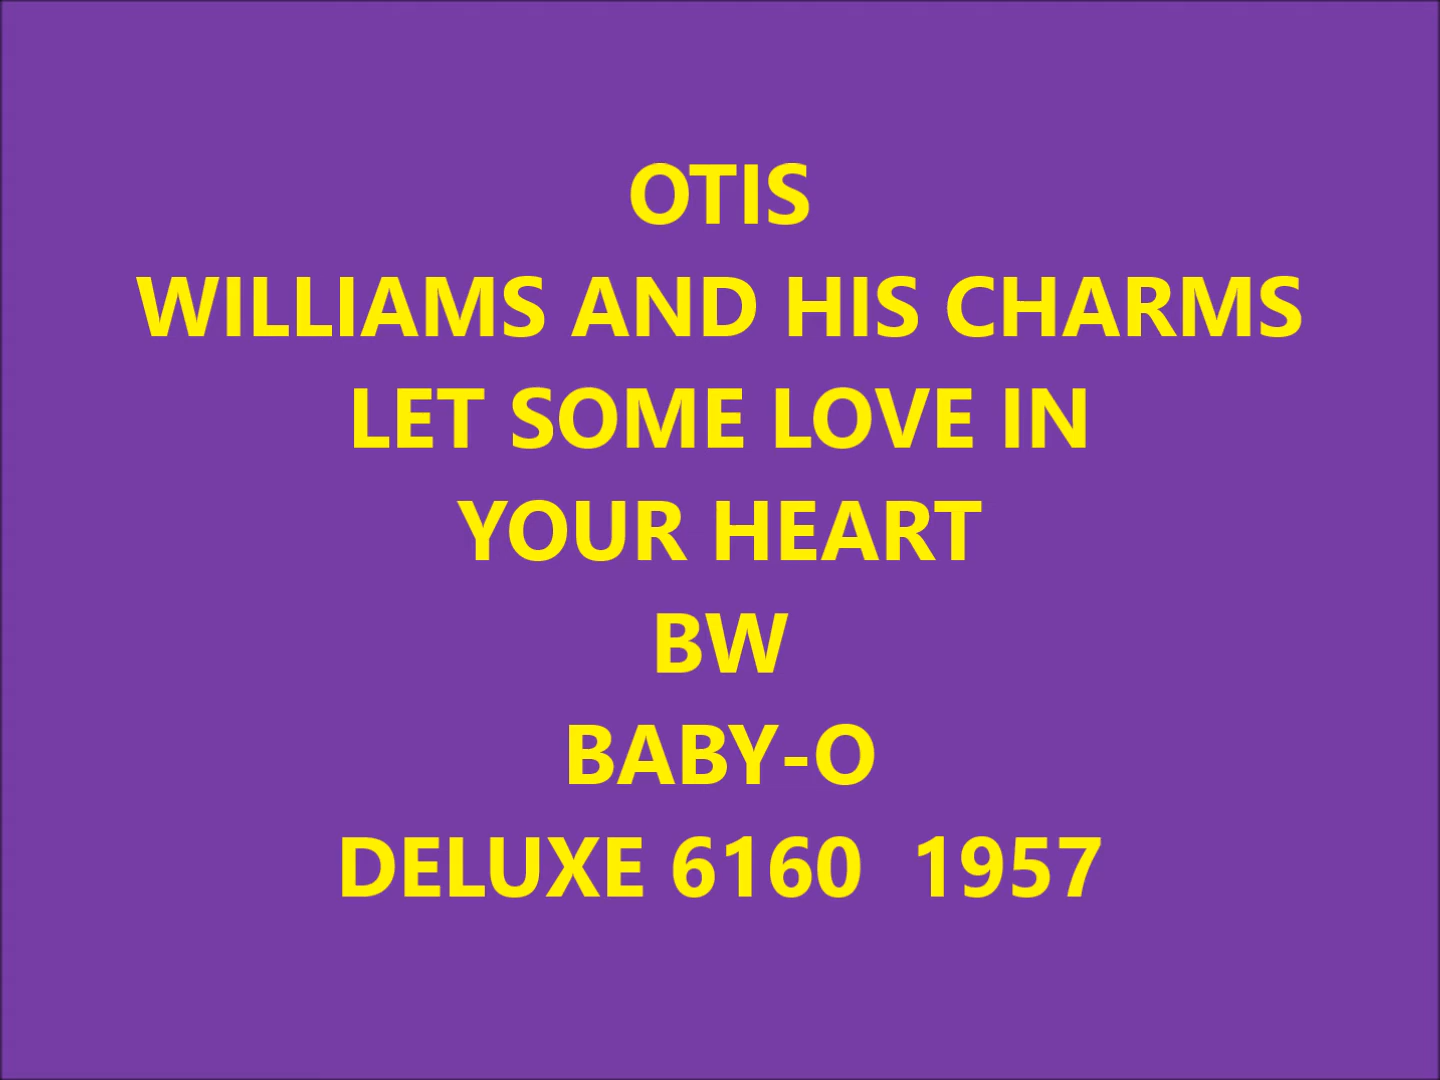 OTIS
WILLIAMS AND HIS CHARMS
LET SOME LOVE IN
YOUR HEART
BW
BABY-O
DELUXE 6160  1957